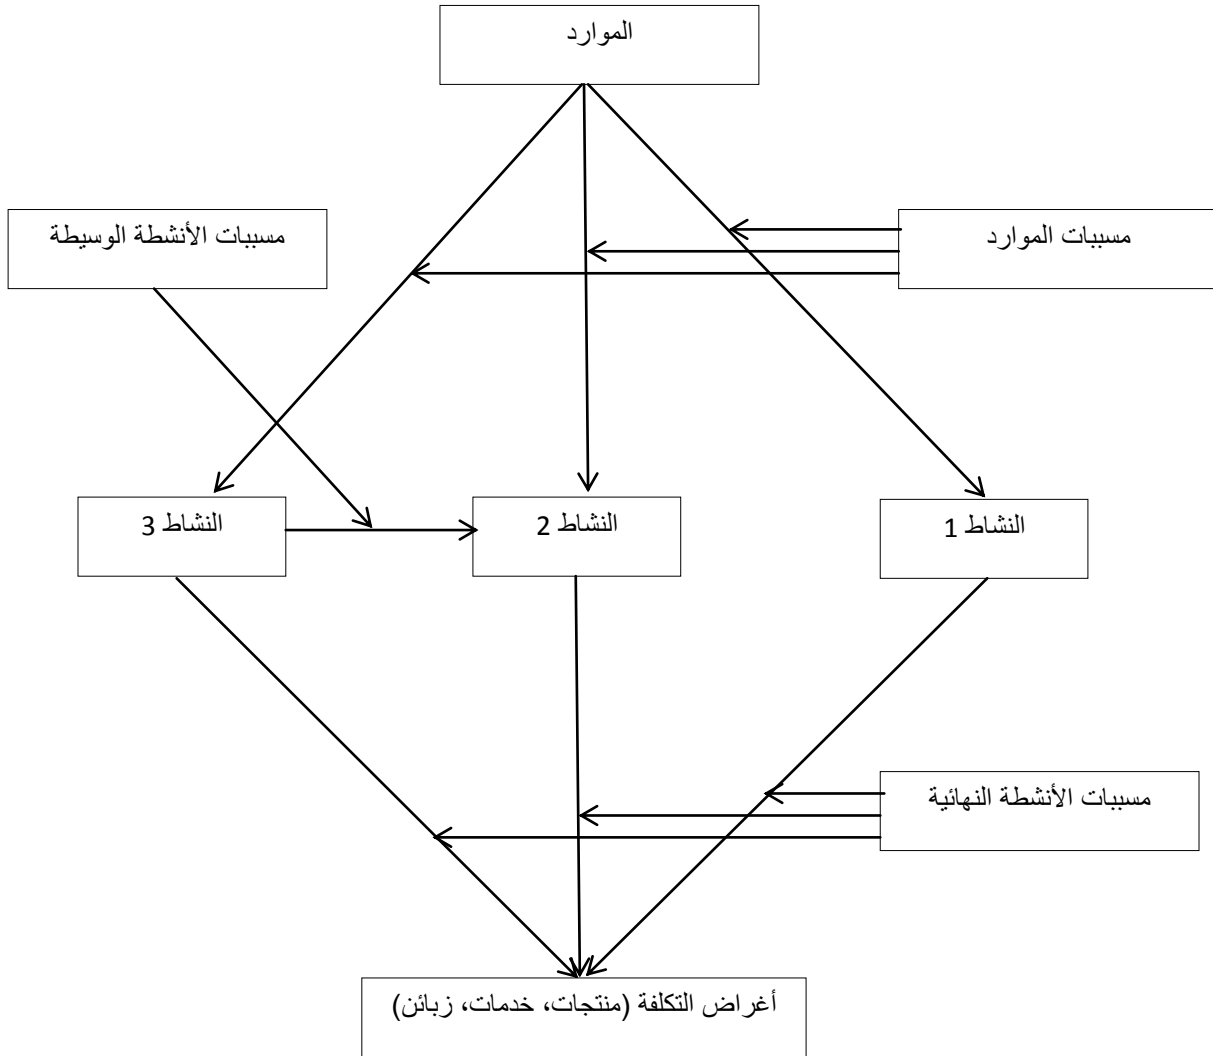 الموارد
مسببات الموارد
مسببات الأنشطة الوسيطة
النشاط 1
النشاط 2
النشاط 3
مسببات الأنشطة النهائية
أغراض التكلفة (منتجات، خدمات، زبائن)